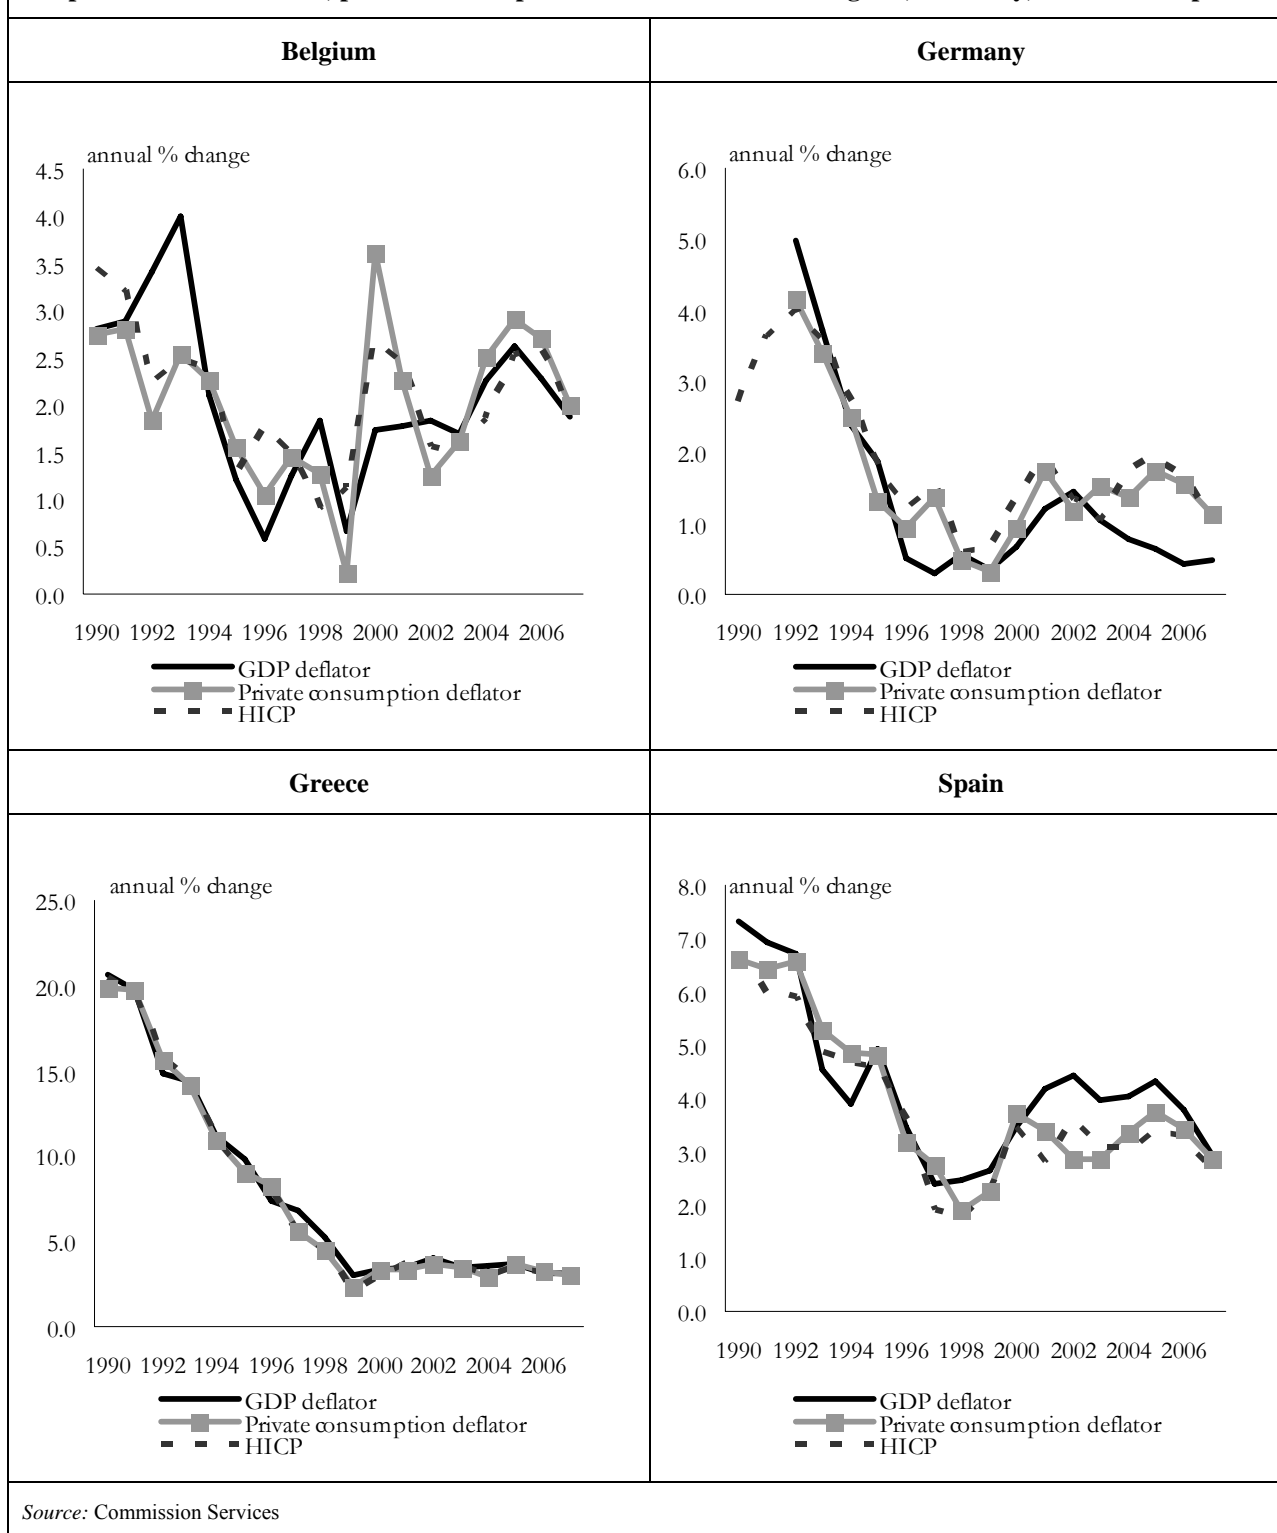 Belgium
Germany
annual % change
4.5
4.0
3.5
3.0
2.5
2.0
1.5
1.0
0.5
0.0
1990 1992 1994 1996 1998 2000 2002 2004 2006
GDP deflator
Private consumption deflator
HICP
annual % change
6.0
5.0
4.0
3.0
2.0
1.0
0.0
1990 1992 1994 1996 1998 2000 2002 2004 2006
GDP deflator
Private consumption deflator
HICP
Greece
Spain
annual % change
25.0
20.0
15.0
10.0
5.0
0.0
1990 1992 1994 1996 1998 2000 2002 2004 2006
GDP deflator
Private consumption deflator
HICP
annual % change
8.0
7.0
6.0
5.0
4.0
3.0
2.0
1.0
0.0
1990 1992 1994 1996 1998 2000 2002 2004 2006
GDP deflator
Private consumption deflator
HICP
Source: Commission Services